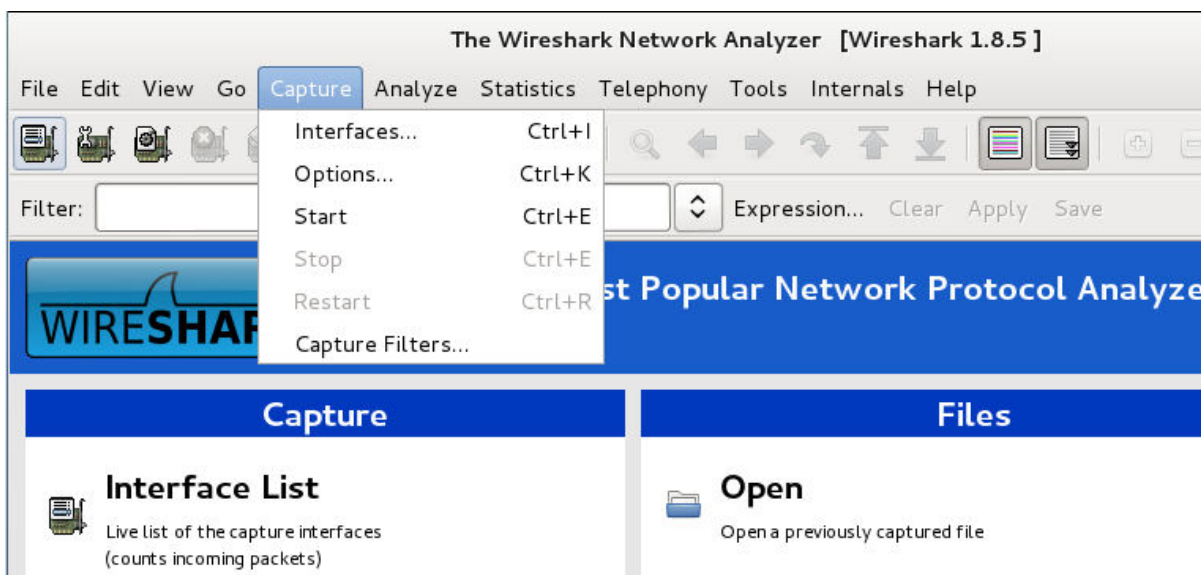 The Wireshark Network Analyzer [Wireshark 1.8.5 ]
File Edit View Go Capture Analyze Statistics Telephony Tools Internals Help
Interfaces... Ctrl+I
Options... Ctrl+K
Start Ctrl+E
Stop Ctrl+E
Restart Ctrl+R
Capture Filters...
Filter: Expression... Clear Apply Save
WIRESHAR
st Popular Network Protocol Analyze
Capture
Interface List
Live list of the capture interfaces
(counts incoming packets)
Files
Open
Open a previously captured file